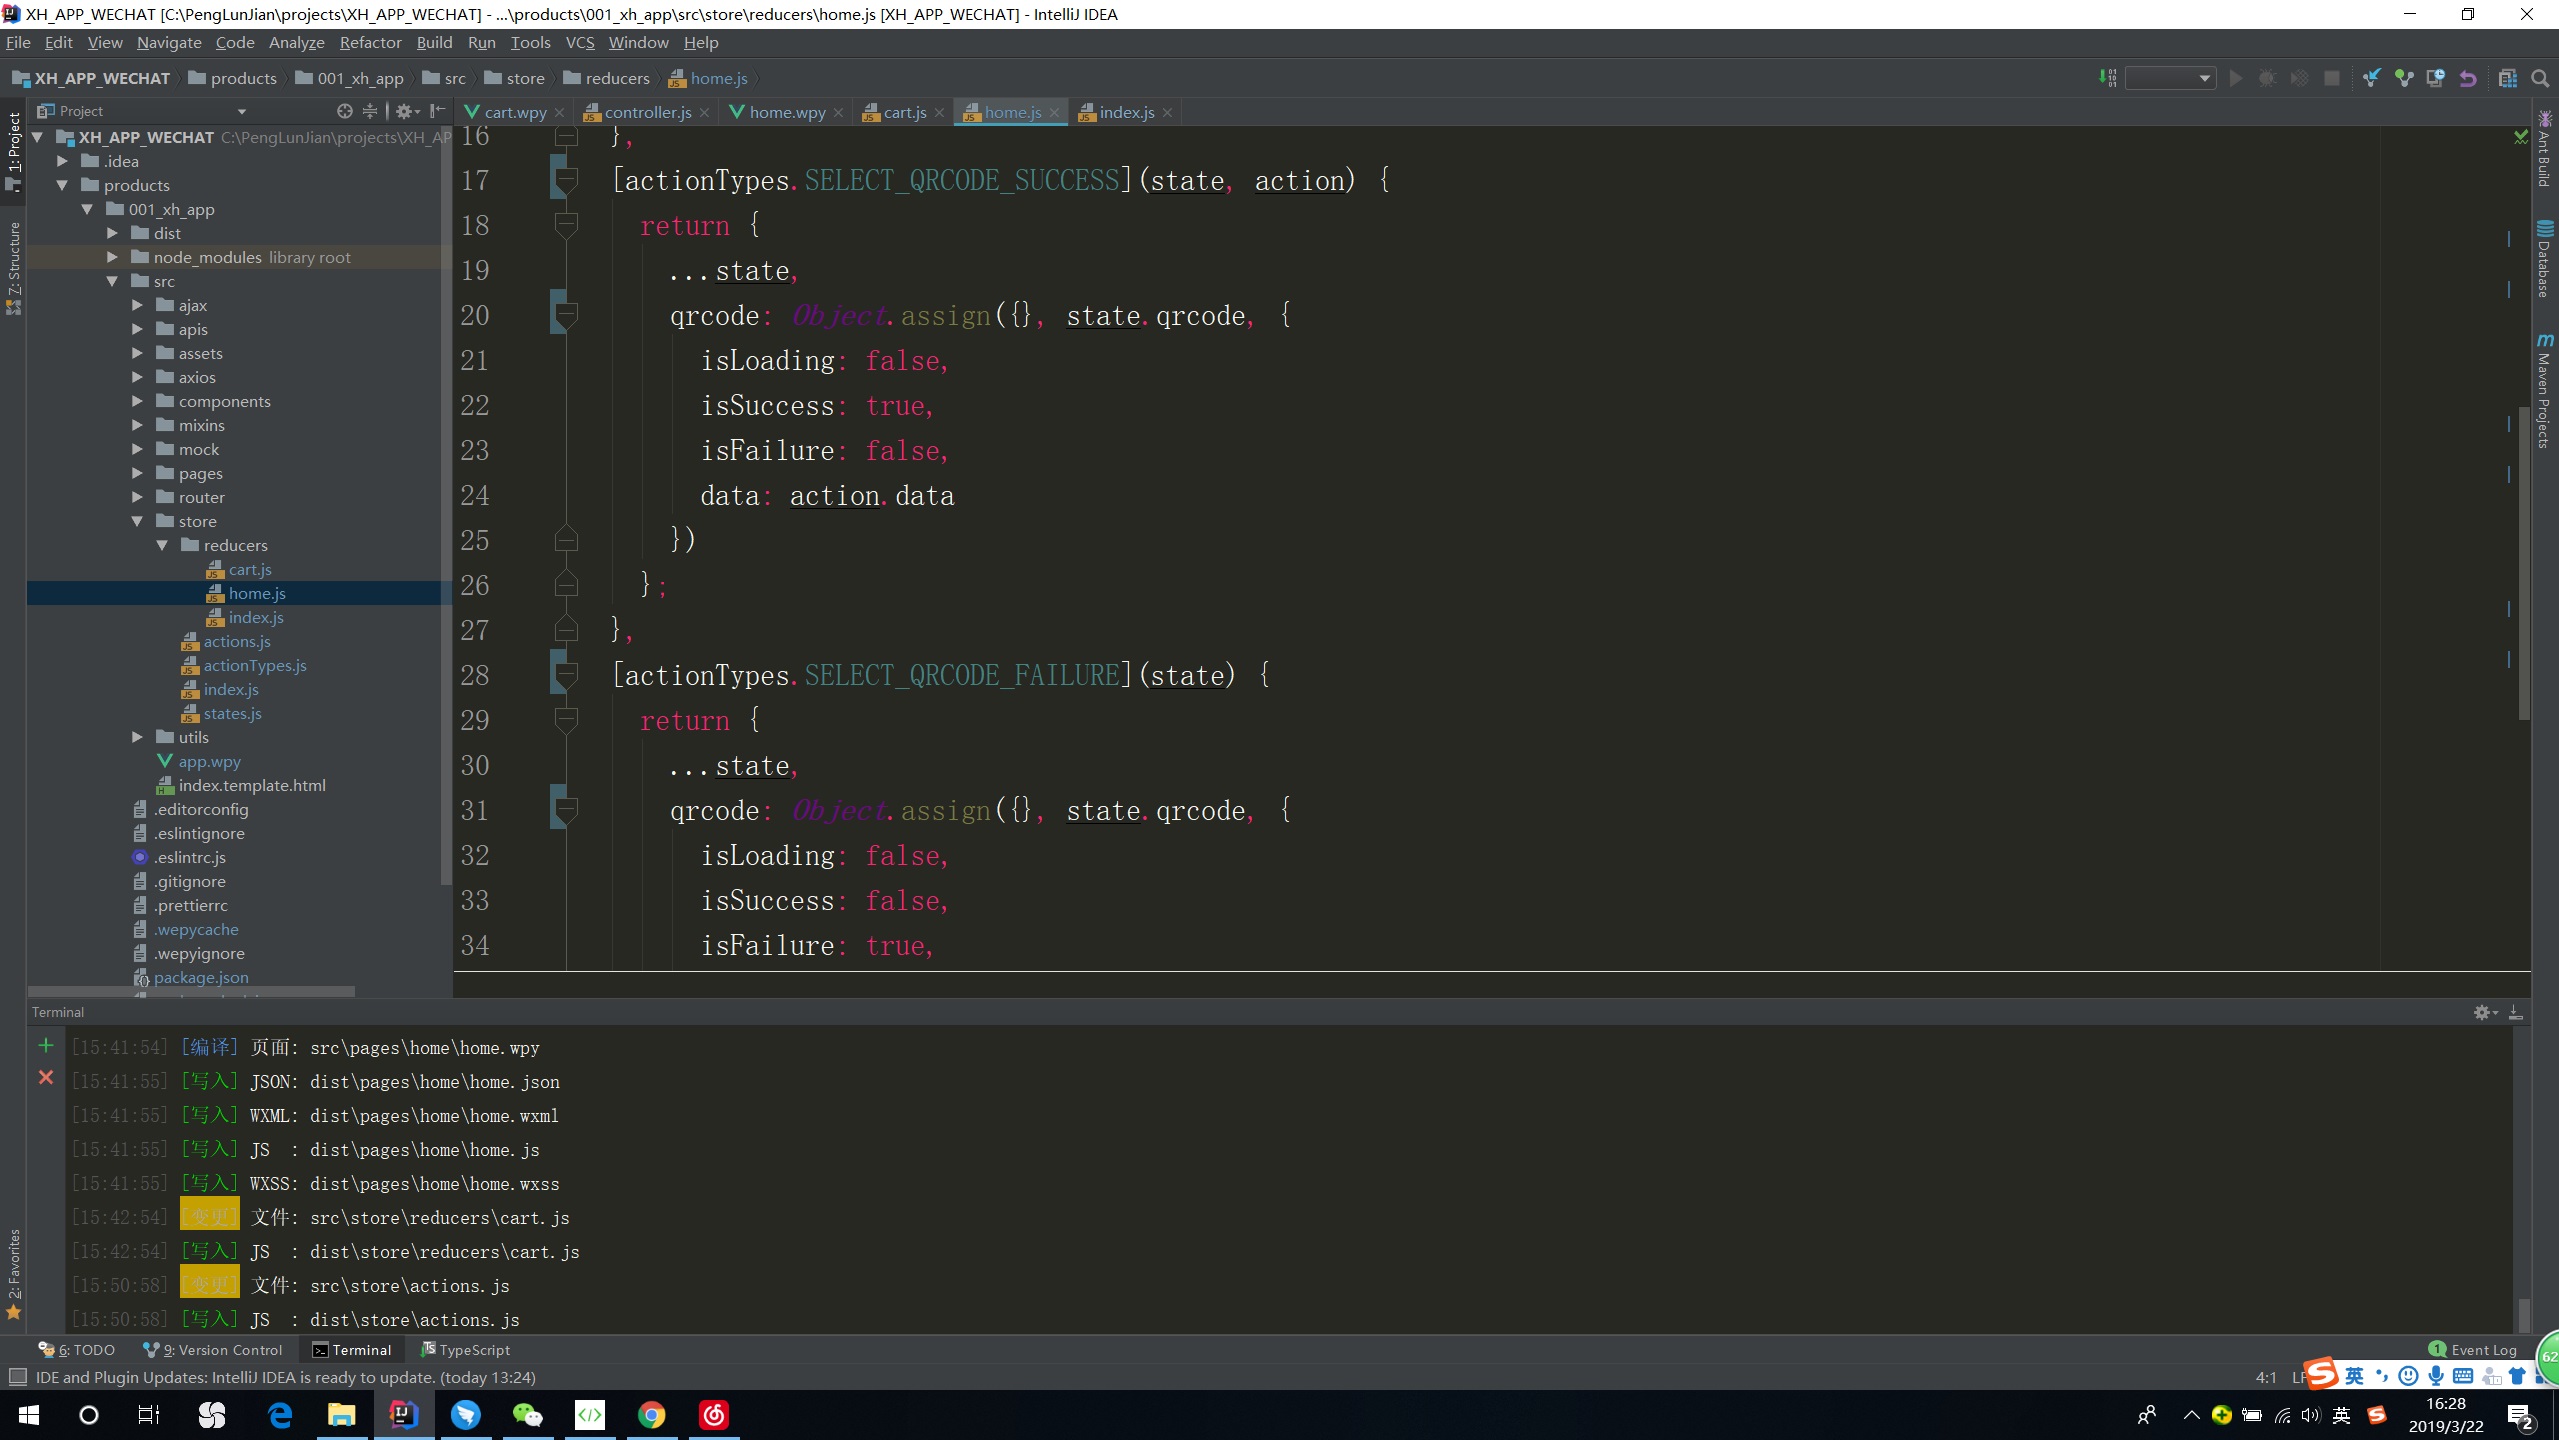 XH_APP_WECHAT [C:\PengLunJian\projects\XH_APP_WECHAT] - ...\products\001_xh_app\src\store\reducers\home.js [XH_APP_WECHAT] - IntelliJ IDEA
File Edit View Navigate Code Analyze Refactor Build Run Tools VCS Window Help
XH_APP_WECHAT products 001_xh_app src store reducers home.js
Project
cart.wpy controller.js home.wpy cart.js home.js index.js
1: Project
Z: Structure
2: Favorites
XH_APP_WECHAT C:\PengLunJian\projects\XH_AP
.idea
products
001_xh_app
dist
node_modules library root
src
ajax
apis
assets
axios
components
mixins
mock
pages
router
store
reducers
cart.js
home.js
index.js
actions.js
actionTypes.js
index.js
states.js
utils
app.wpy
index.template.html
.editorconfig
.eslintignore
.eslintrc.js
.gitignore
.prettierrc
.wepycache
.wepyignore
package.json
16 },
17 [actionTypes.SELECT_QRCODE_SUCCESS](state, action) {
18 return {
19 ...state,
20 qrcode: Object.assign({}, state.qrcode, {
21 isLoading: false,
22 isSuccess: true,
23 isFailure: false,
24 data: action.data
25 })
26 };
27 },
28 [actionTypes.SELECT_QRCODE_FAILURE](state) {
29 return {
30 ...state,
31 qrcode: Object.assign({}, state.qrcode, {
32 isLoading: false,
33 isSuccess: false,
34 isFailure: true,
Ant Build
Database
Maven Projects
Terminal
[15:41:54] [编译] 页面: src\pages\home\home.wpy
[15:41:55] [写入] JSON: dist\pages\home\home.json
[15:41:55] [写入] WXML: dist\pages\home\home.wxml
[15:41:55] [写入] JS : dist\pages\home\home.js
[15:41:55] [写入] WXSS: dist\pages\home\home.wxss
[15:42:54] [变更] 文件: src\store\reducers\cart.js
[15:42:54] [写入] JS : dist\store\reducers\cart.js
[15:50:58] [变更] 文件: src\store\actions.js
[15:50:58] [写入] JS : dist\store\actions.js
6: TODO 9: Version Control Terminal TypeScript 1 Event Log
62
IDE and Plugin Updates: IntelliJ IDEA is ready to update. (today 13:24) 4:1 英
英 16:28
2019/3/22 2